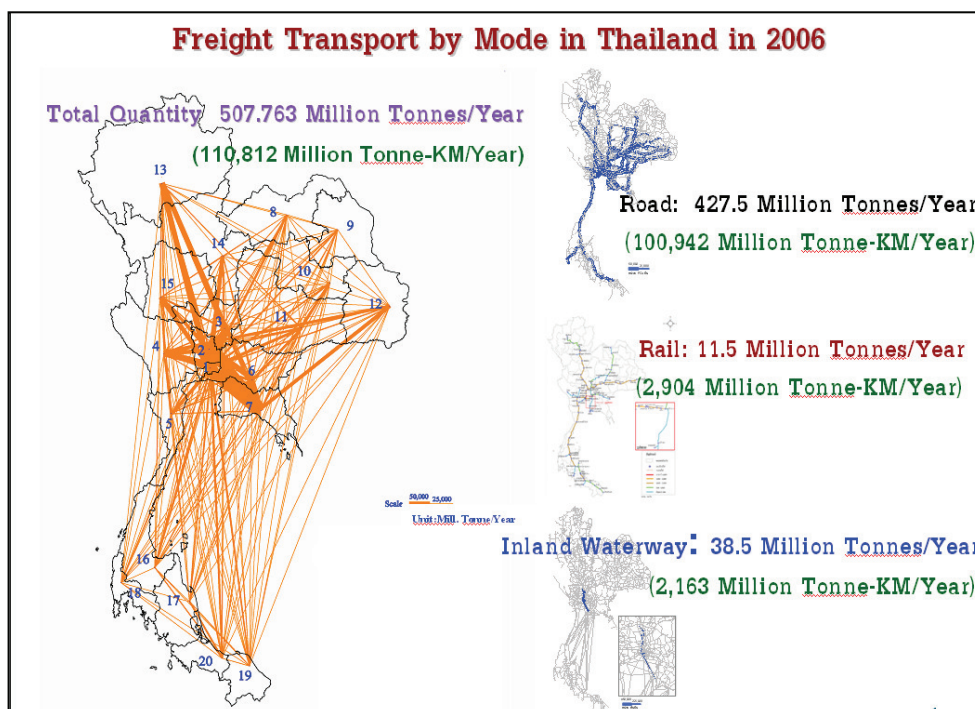 Freight Transport by Mode in Thailand in 2006
Total Quantity 507.763 Million Tonnes/Year
(110,812 Million Tonne-KM/Year)
13
8
9
14
10
15
12
11
3
4
2
1
6
7
5
16
18
17
20
19
Scale 50,000 25,000
Unit:Mill. Tonne/Year
Road: 427.5 Million Tonnes/Year
(100,942 Million Tonne-KM/Year)
Rail: 11.5 Million Tonnes/Year
(2,904 Million Tonne-KM/Year)
Inland Waterway: 38.5 Million Tonnes/Year
(2,163 Million Tonne-KM/Year)